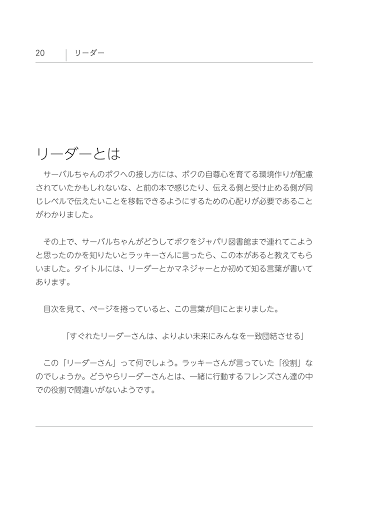 20 リーダー
リーダーとは
サーバルちゃんのボクへの接し方には、ボクの自尊心を育てる環境作りが配慮
されていたかもしれないな、と前の本で感じたり、伝える側と受け止める側が同
じレベルで伝えたいことを移転できるようにするための心配りが必要であること
がわかりました。
その上で、サーバルちゃんがどうしてボクをジャパリ図書館まで連れてこよう
と思ったのかを知りたいとラッキーさんに言ったら、この本があると教えてもら
いました。タイトルには、リーダーとかマネジャーとか初めて知る言葉が書いて
あります。
目次を見て、ページを捲っていると、この言葉が目にとまりました。
「すぐれたリーダーさんは、よりよい未来にみんなを一致団結させる」
この「リーダーさん」って何でしょう。ラッキーさんが言っていた「役割」な
のでしょうか。どうやらリーダーさんとは、一緒に行動するフレンズさん達の中
での役割で間違いがないようです。